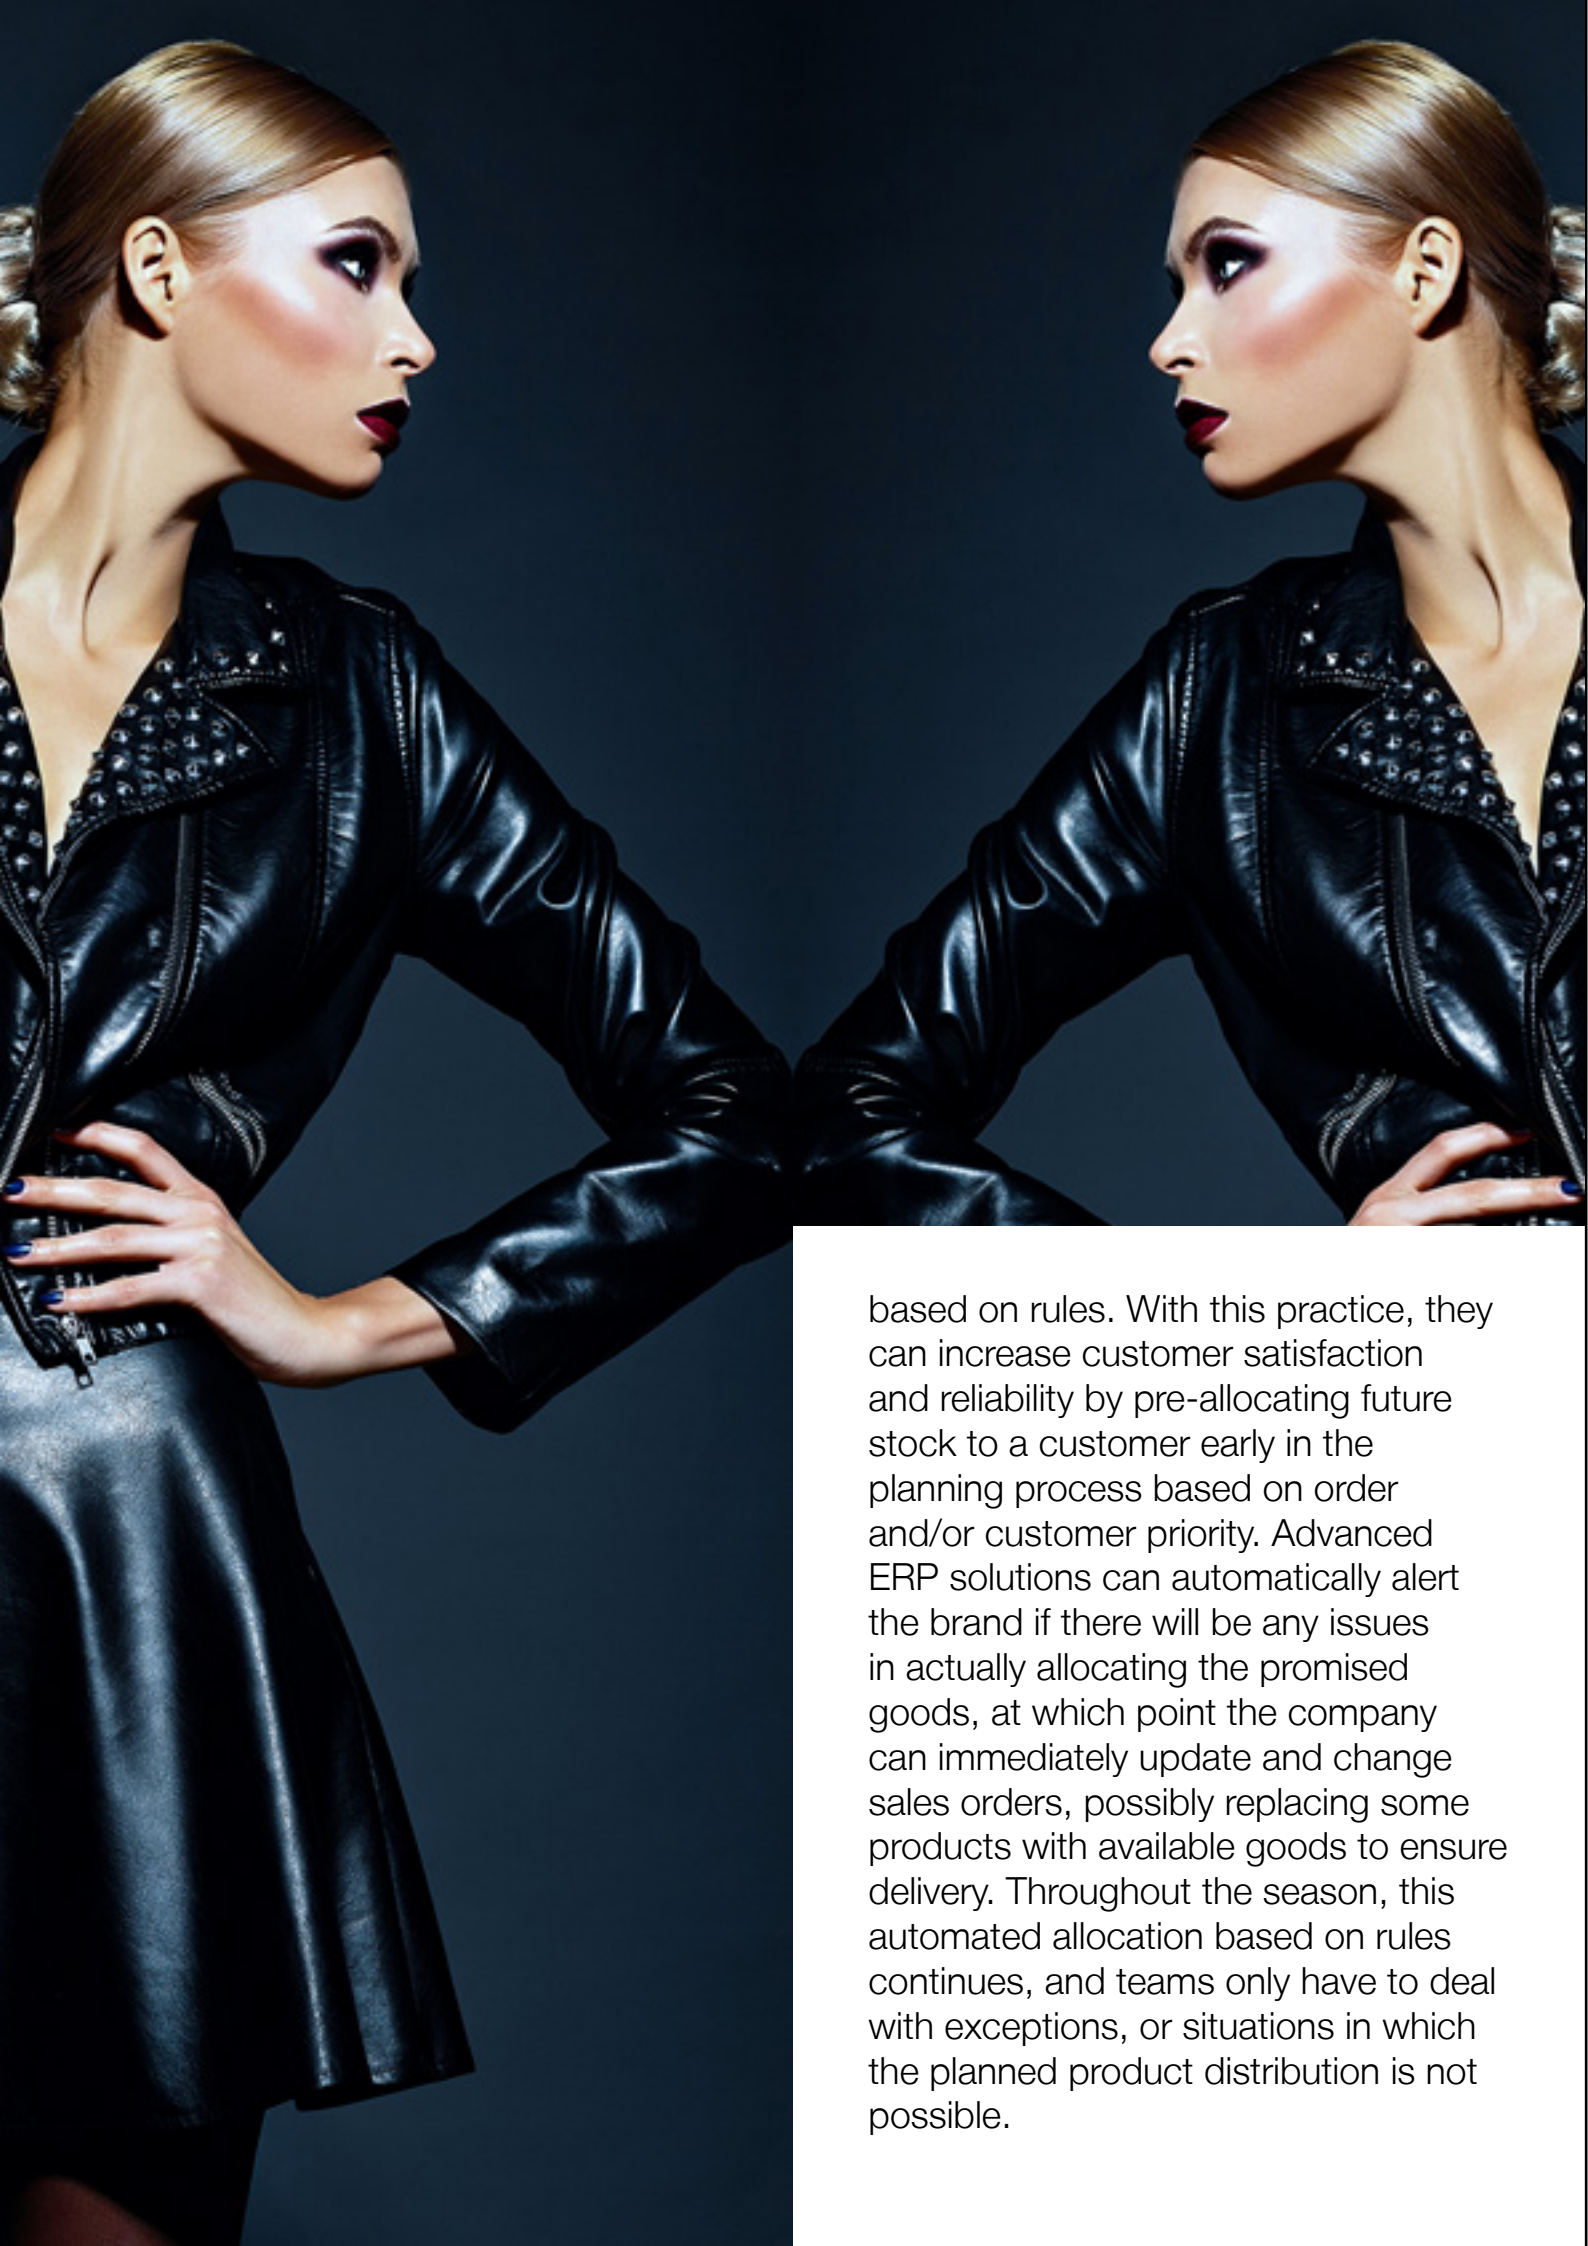 based on rules. With this practice, they
can increase customer satisfaction
and reliability by pre-allocating future
stock to a customer early in the
planning process based on order
and/or customer priority. Advanced
ERP solutions can automatically alert
the brand if there will be any issues
in actually allocating the promised
goods, at which point the company
can immediately update and change
sales orders, possibly replacing some
products with available goods to ensure
delivery. Throughout the season, this
automated allocation based on rules
continues, and teams only have to deal
with exceptions, or situations in which
the planned product distribution is not
possible.